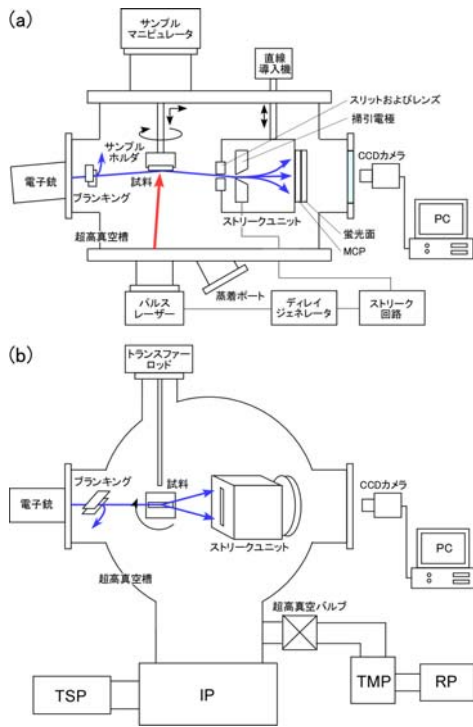 (a)
サンプル
マニピュレータ
直線
導入機
スリットおよびレンズ
掃引電極
サンプル
ホルダ
CCDカメラ
電子銃
ブランキング
試料
PC
ストリークユニット
蛍光面
超高真空槽
MCP
蒸着ポート
パルス
レーザー
ディレイ
ジェネレータ
ストリーク
回路
(b)
トランスファー
ロッド
ブランキング
試料
CCDカメラ
電子銃
PC
ストリークユニット
超高真空槽
超高真空バルブ
TSP
IP
TMP
RP